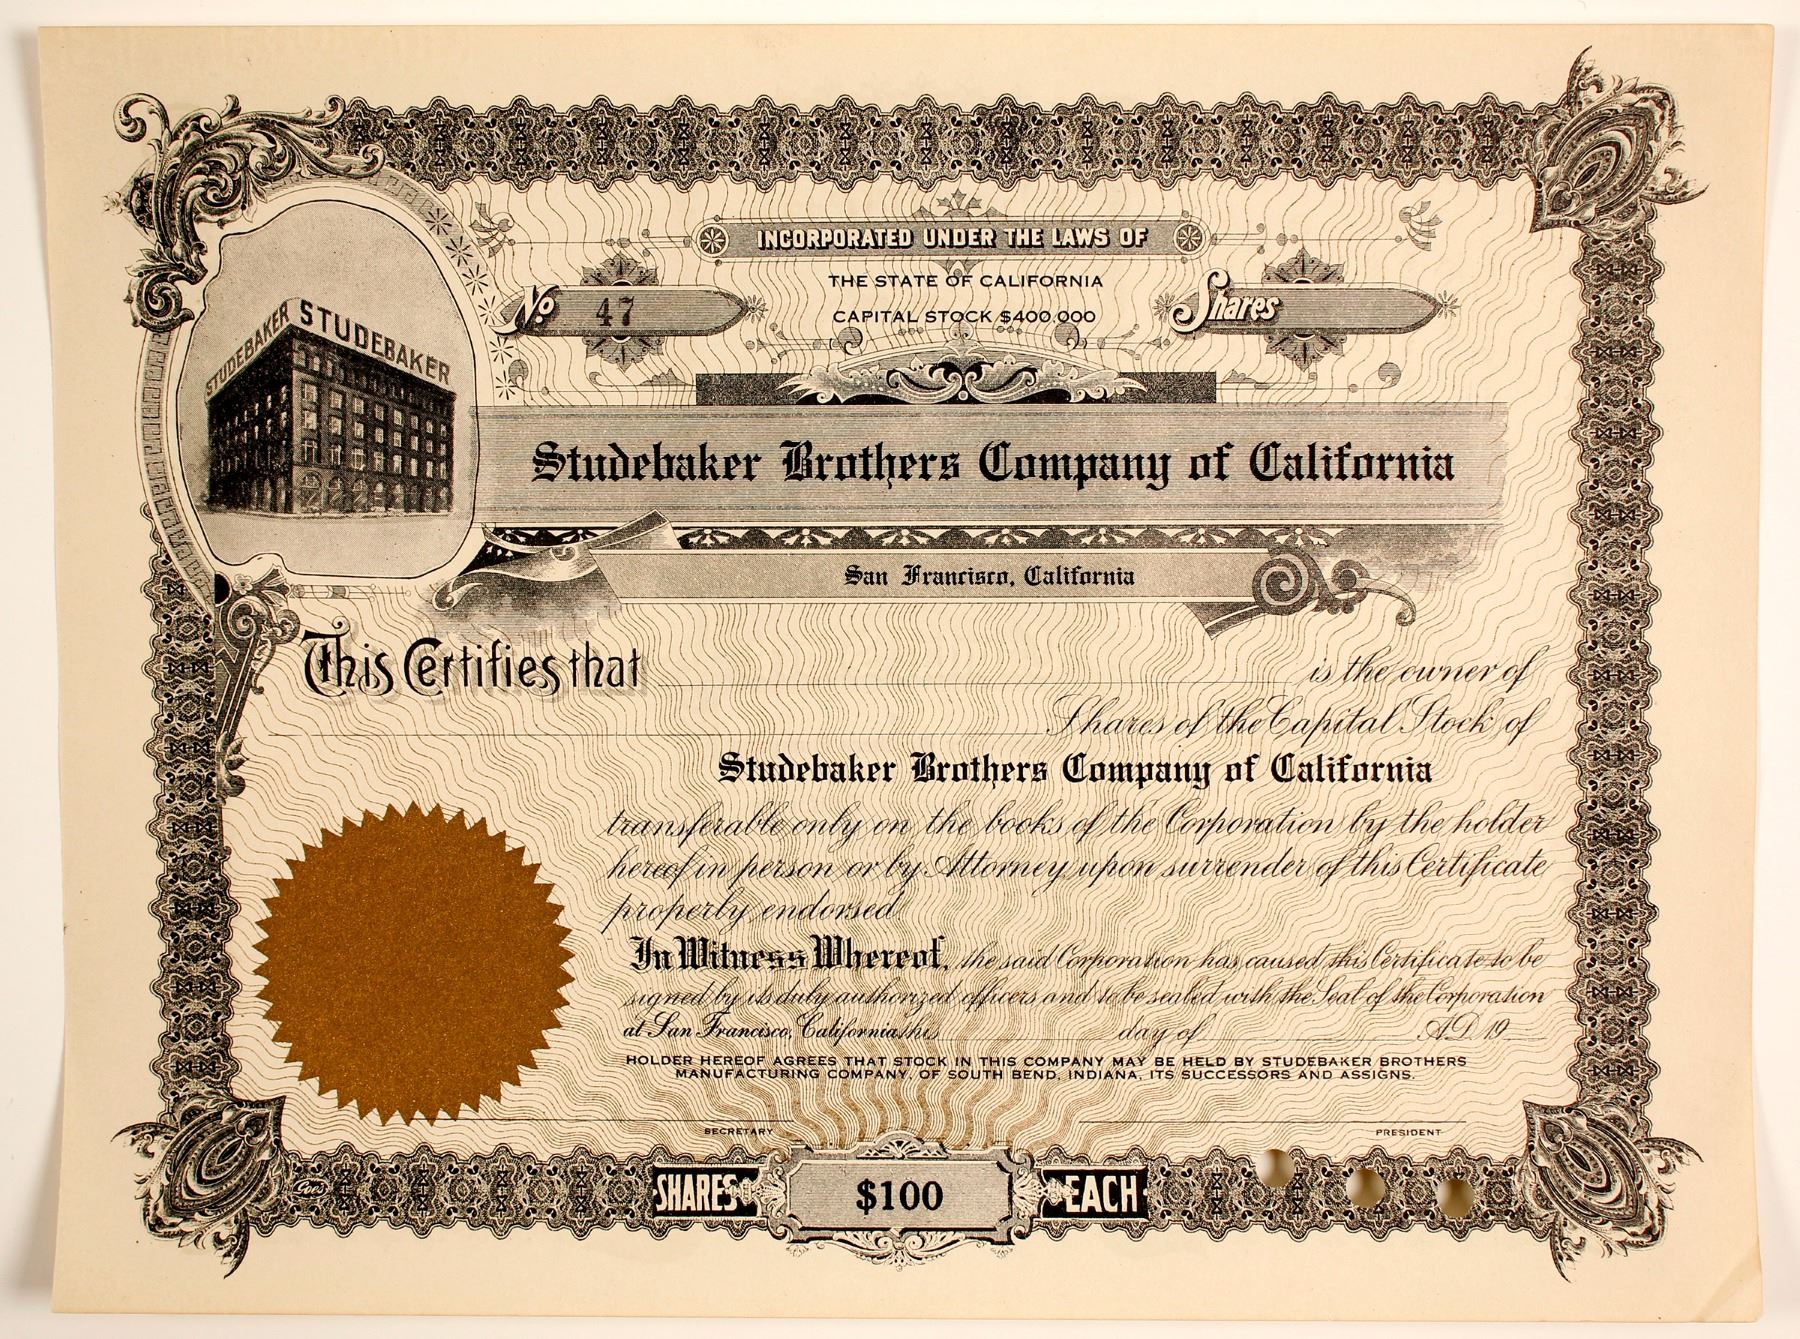 INCORPORATED UNDER THE LAWS OF
THE STATE OF CALIFORNIA
No. 47
CAPITAL STOCK $400.000
Shares
STUDEBAKER STUDEBAKER
Studebaker Brothers Company of California
San Francisco, California
This Certifies that is the owner of
Shares of the Capital Stock of
Studebaker Brothers Company of California
transferable only on the books of the Corporation by the holder
hereof in person or by Attorney upon surrender of this Certificate
properly endorsed
In Witness Whereof, the said Corporation has caused this Certificate to be
signed by its duly authorized officers and to be sealed with the Seal of the Corporation
at San Francisco, California this day of A.D. 19
HOLDER HEREOF AGREES THAT STOCK IN THIS COMPANY MAY BE HELD BY STUDEBAKER BROTHERS
MANUFACTURING COMPANY, OF SOUTH BEND, INDIANA, ITS SUCCESSORS AND ASSIGNS.
SECRETARY
PRESIDENT
Goes
SHARES $100 EACH